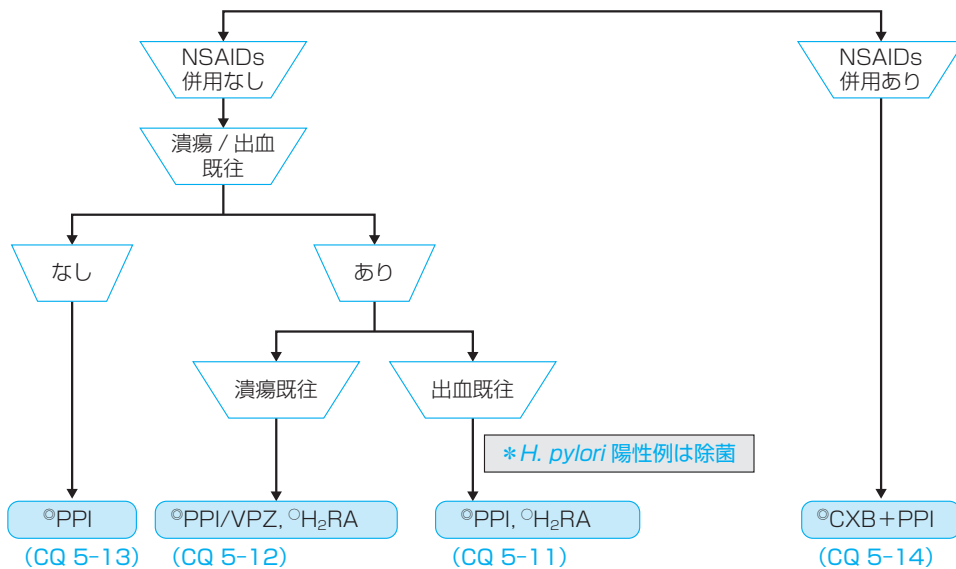 NSAIDs
併用なし
NSAIDs
併用あり
潰瘍 / 出血
既往
なし
あり
潰瘍既往
出血既往
＊H. pylori 陽性例は除菌
◎PPI
◎PPI/VPZ, ○H₂RA
◎PPI, ○H₂RA
◎CXB＋PPI
(CQ 5-13)
(CQ 5-12)
(CQ 5-11)
(CQ 5-14)